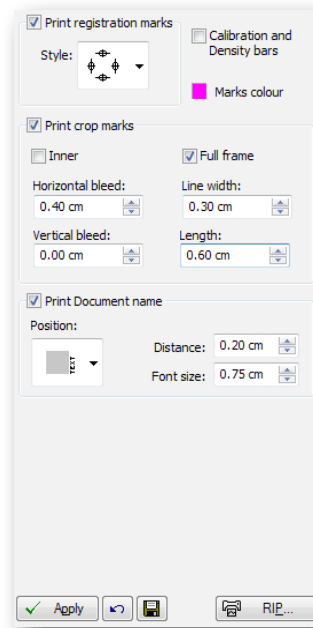 Print registration marks
Style:
Calibration and
Density bars
Marks colour
Print crop marks
Inner
Full frame
Horizontal bleed:
Line width:
0.40 cm
0.30 cm
Vertical bleed:
Length:
0.00 cm
0.60 cm
Print Document name
Position:
TEXT
Distance:
0.20 cm
Font size:
0.75 cm
Apply
RIP...